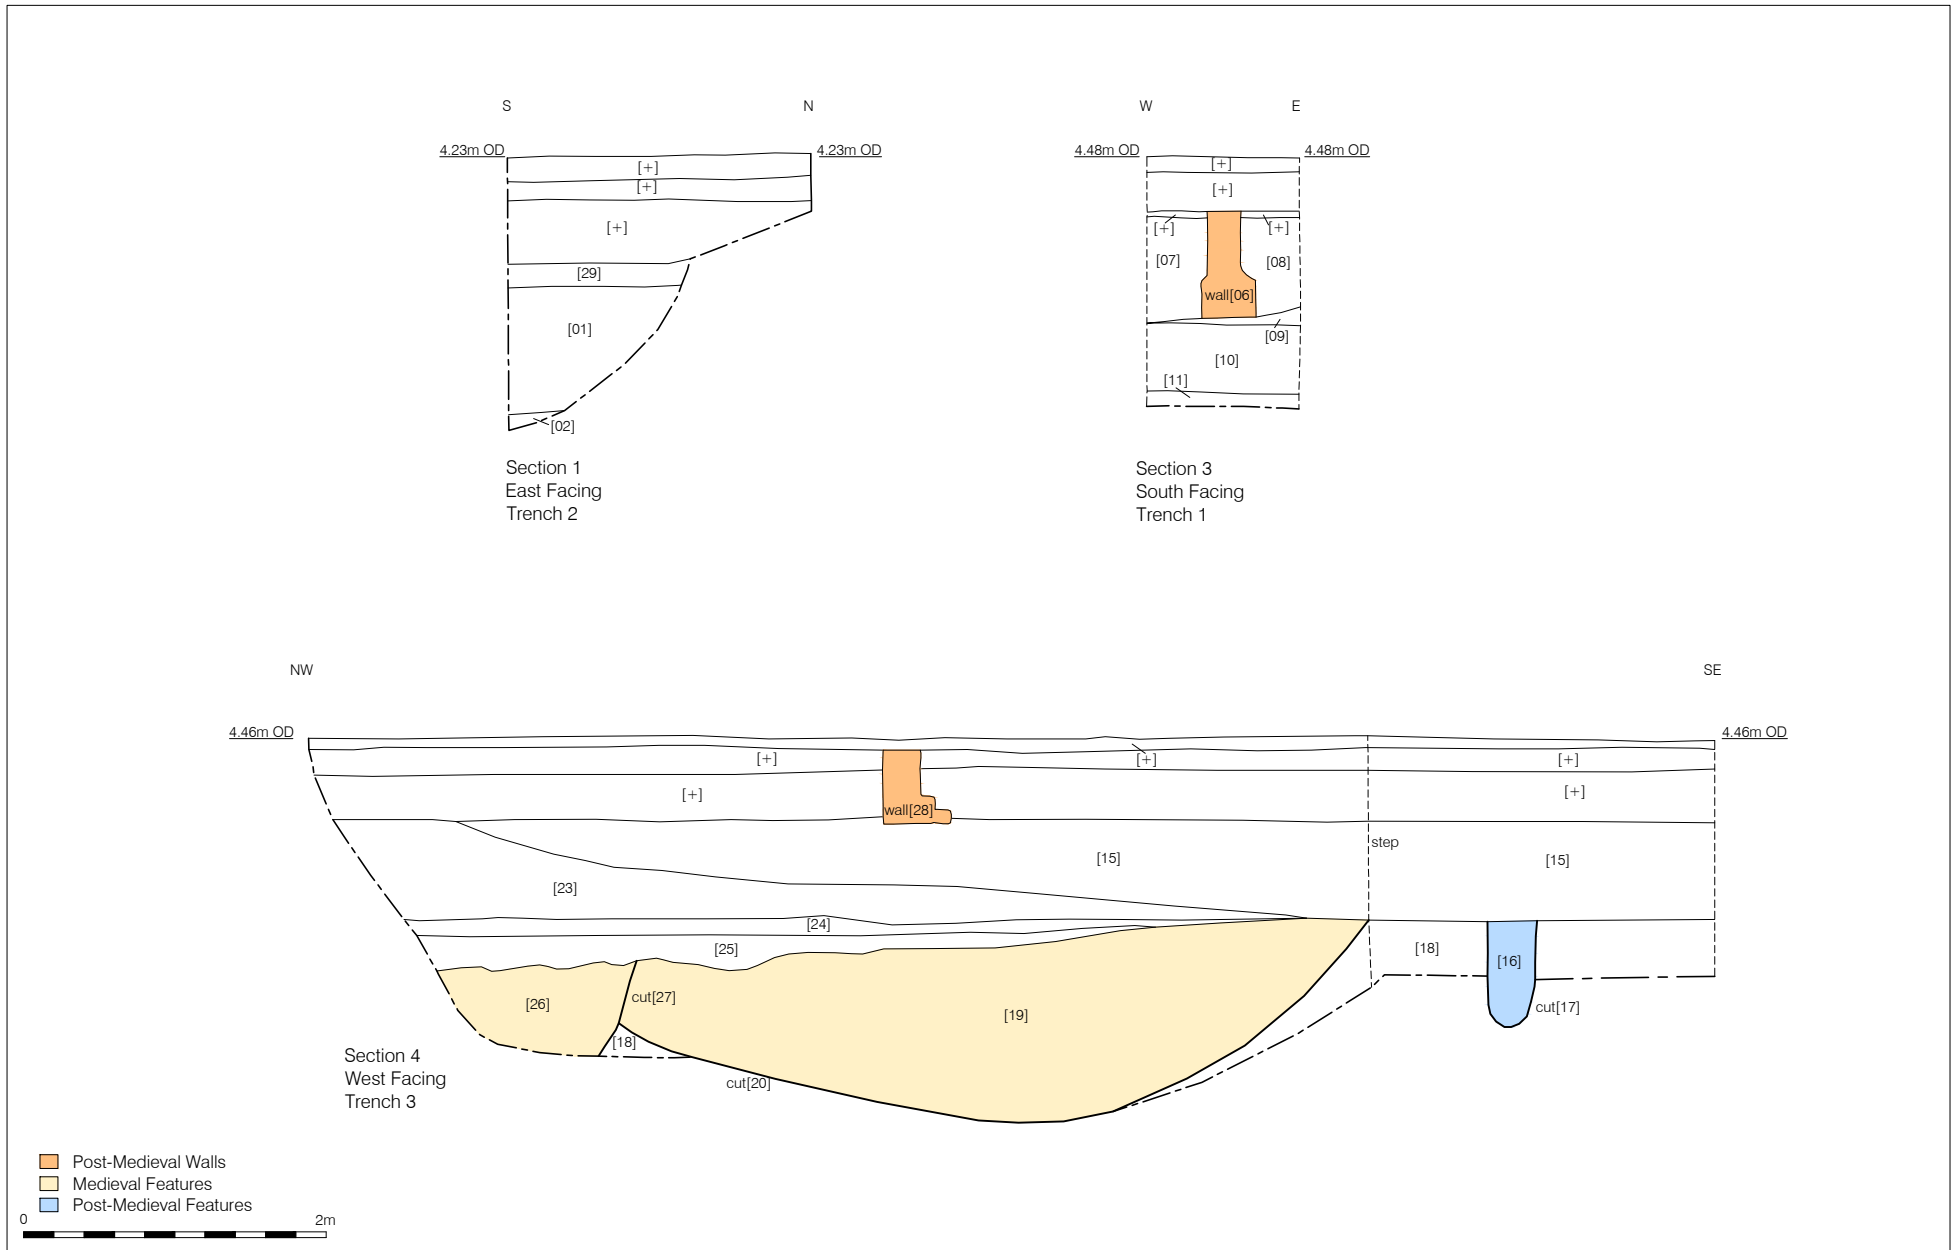 S
N
4.23m OD
4.23m OD
[+]
[+]
[+]
[29]
[01]
[02]
Section 1
East Facing
Trench 2
W
E
4.48m OD
4.48m OD
[+]
[+]
[+]
[+]
[07]
[08]
wall[06]
[09]
[10]
[11]
Section 3
South Facing
Trench 1
NW
SE
4.46m OD
4.46m OD
[+]
[+]
[+]
[+]
[+]
wall[28]
step
[15]
[15]
[23]
[24]
[25]
[18]
[16]
[26]
cut[27]
cut[17]
[19]
[18]
cut[20]
Section 4
West Facing
Trench 3
Post-Medieval Walls
Medieval Features
Post-Medieval Features
0 2m